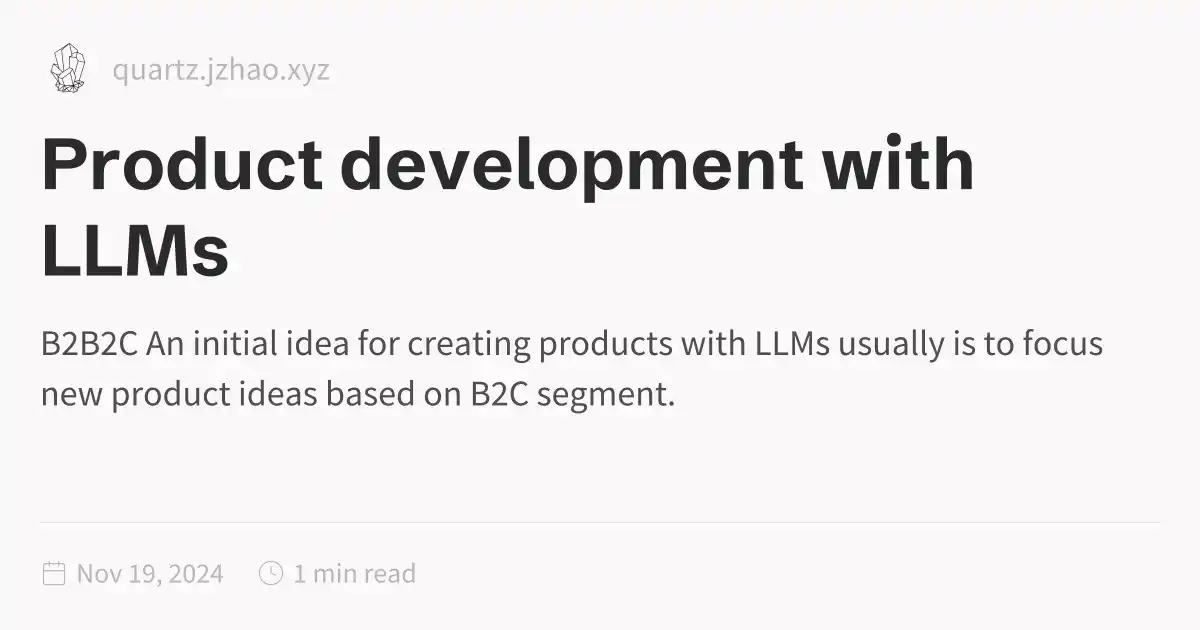 quartz.jzhao.xyz
Product development with
LLMs
B2B2C An initial idea for creating products with LLMs usually is to focus
new product ideas based on B2C segment.
Nov 19, 2024 1 min read